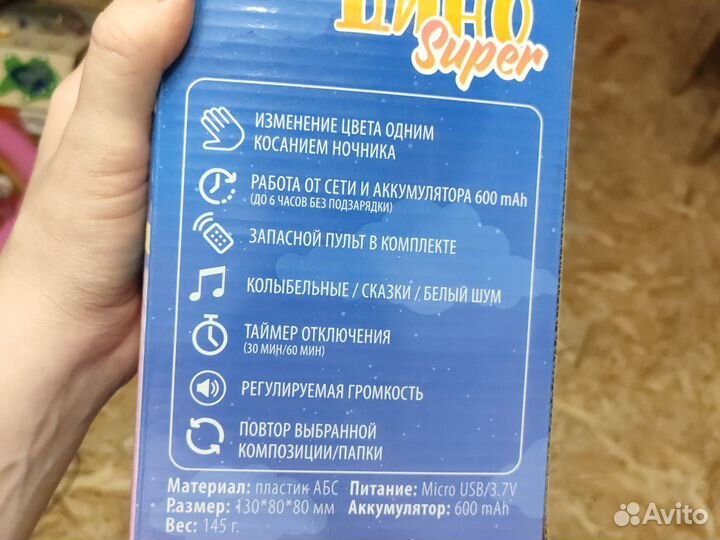 Super
ИЗМЕНЕНИЕ ЦВЕТА ОДНИМ
КОСАНИЕМ НОЧНИКА
РАБОТА ОТ СЕТИ И АККУМУЛЯТОРА 600 mAh
(ДО 6 ЧАСОВ БЕЗ ПОДЗАРЯДКИ)
ЗАПАСНОЙ ПУЛЬТ В КОМПЛЕКТЕ
КОЛЫБЕЛЬНЫЕ / СКАЗКИ / БЕЛЫЙ ШУМ
ТАЙМЕР ОТКЛЮЧЕНИЯ
(30 МИН/60 МИН)
РЕГУЛИРУЕМАЯ ГРОМКОСТЬ
ПОВТОР ВЫБРАННОЙ
КОМПОЗИЦИИ/ПАПКИ
Материал: пластик АБС Питание: Micro USB/3.7V
Размер: 130*80*80 мм Аккумулятор: 600 mAh
Вес: 145 г.
Avito